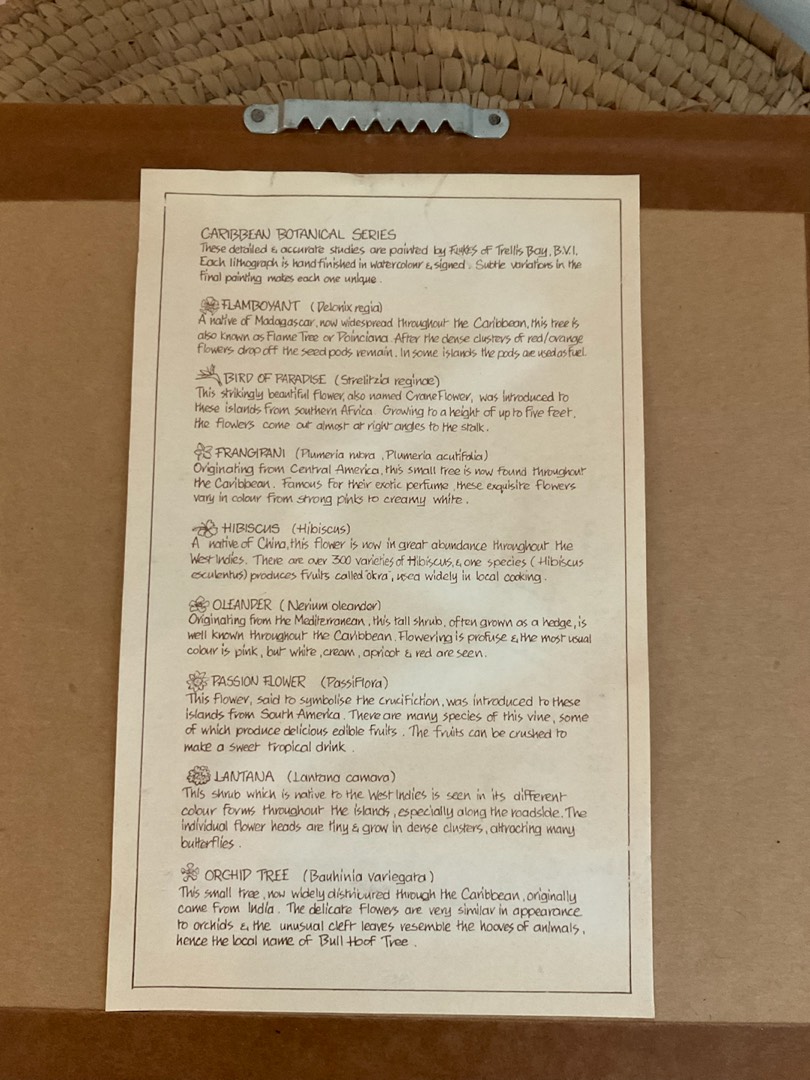 CARIBBEAN BOTANICAL SERIES
These detailed & accurate studies are painted by of Trellis Bay, B.V.I.
Each lithograph is hand finished in watercolour & signed. Subtle variations in the
final painting makes each one unique.
FLAMBOYANT (Delonix regia)
A native of Madagascar, now widespread throughout the Caribbean, this tree is
also known as Flame Tree or Poinciana. After the dense clusters of red/orange
flowers drop off the seed pods remain. In some islands the pods are used as fuel.
BIRD OF PARADISE (Strelitzia reginae)
This strikingly beautiful flower, also named Crane Flower, was introduced to
these islands from southern Africa. Growing to a height of up to five feet,
the flowers come out almost at right angles to the stalk.
FRANGIPANI (Plumeria rubra, Plumeria acutifolia)
Originating from Central America, this small tree is now found throughout
the Caribbean. Famous for their exotic perfume, these exquisite flowers
vary in colour from strong pinks to creamy white.
HIBISCUS (Hibiscus)
A native of China, this flower is now in great abundance throughout the
West Indies. There are over 300 varieties of Hibiscus, & one species (Hibiscus
esculentus) produces fruits called 'okra', used widely in local cooking.
OLEANDER (Nerium oleandor)
Originating from the Mediterranean, this tall shrub, often grown as a hedge, is
well known throughout the Caribbean. Flowering is profuse & the most usual
colour is pink, but white, cream, apricot & red are seen.
PASSION FLOWER (Passiflora)
This flower, said to symbolise the crucifiction, was introduced to these
islands from South America. There are many species of this vine, some
of which produce delicious edible fruits. The fruits can be crushed to
make a sweet tropical drink.
LANTANA (Lantana camara)
This shrub which is native to the West Indies is seen in its different
colour forms throughout the islands, especially along the roadside. The
individual flower heads are tiny & grow in dense clusters, attracting many
butterflies.
ORCHID TREE (Bauhinia variegata)
This small tree, now widely districured through the Caribbean, originally
came from India. The delicate flowers are very similar in appearance
to orchids & the unusual cleft leaves resemble the hooves of animals,
hence the local name of Bull Hoof Tree.